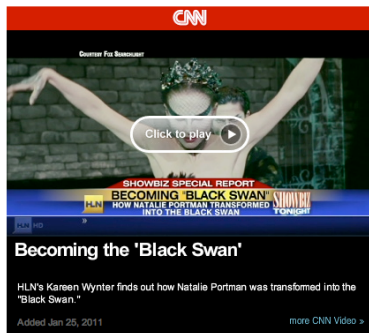 CNN
COURTESY FOX SEARCHLIGHT
Click to play
SHOWBIZ SPECIAL REPORT
HLN
BECOMING "BLACK SWAN"
HOW NATALIE PORTMAN TRANSFORMED
INTO THE BLACK SWAN
SHOWBIZ
TONIGHT
HLN HD
»
Becoming the 'Black Swan'
HLN's Kareen Wynter finds out how Natalie Portman was transformed into the
"Black Swan."
Added Jan 25, 2011
more CNN Video »